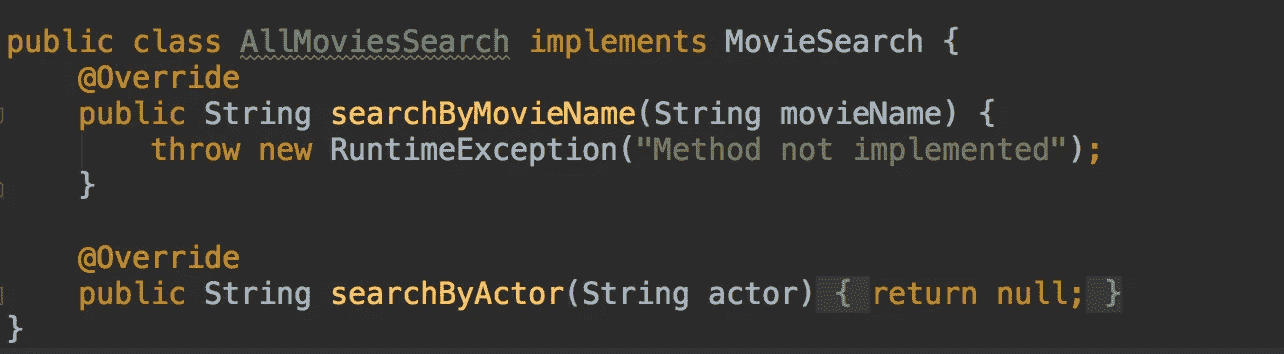 public class AllMoviesSearch implements MovieSearch {
@Override
public String searchByMovieName(String movieName) {
throw new RuntimeException("Method not implemented");
}
@Override
public String searchByActor(String actor) { return null; }
}